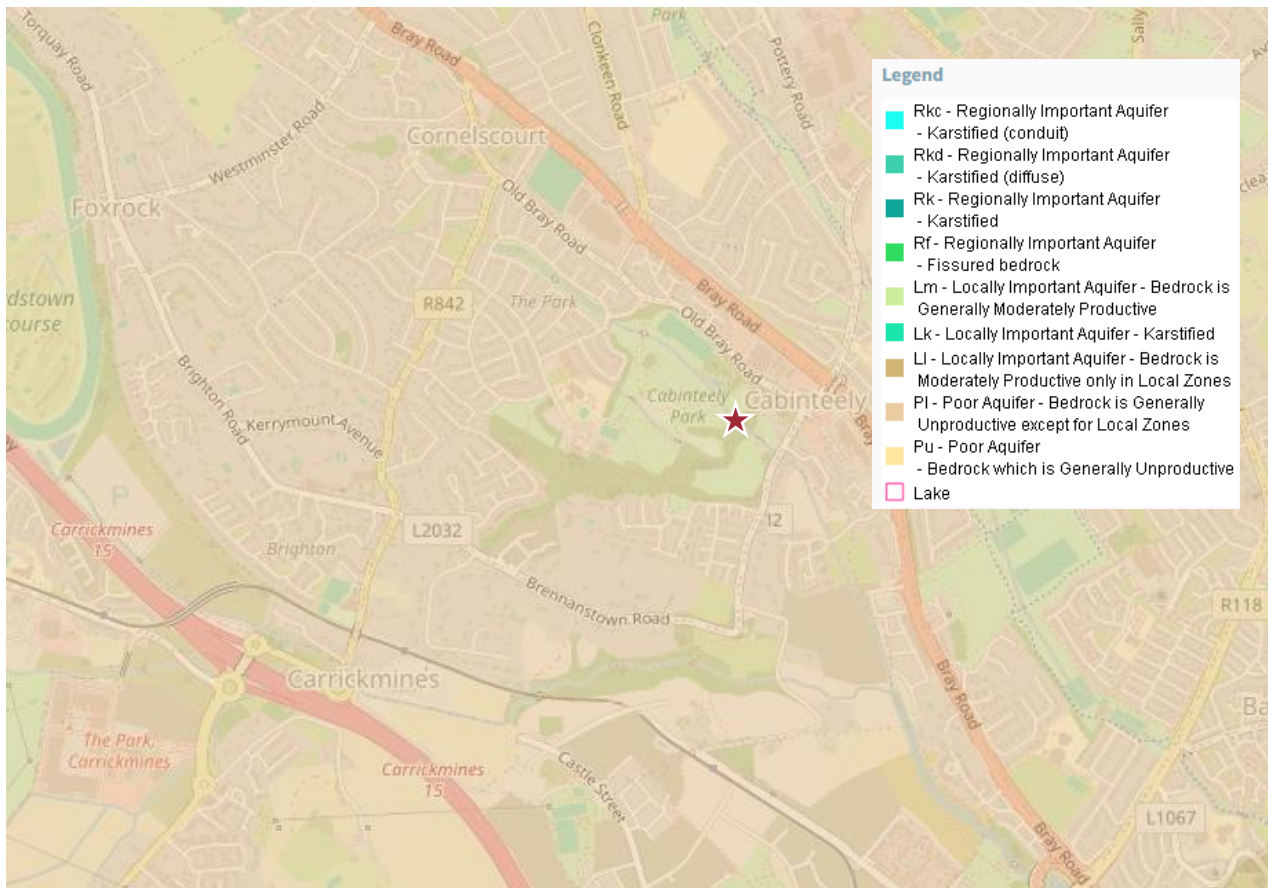 Torquay Road
Bray Road
Park
Clonkeen Road
Pottery Road
Sally
Cornelscourt
Westminster Road
Foxrock
Old Bray Road
R842
The Park
Bray Road
Old Bray Road
dstown
ourse
Brighton Road
Kerrymount Avenue
Cabinteely
Park
Cabinteely
Bray
P
Carrickmines
15
L2032
Brighton
12
Brennanstown Road
R118
Carrickmines
Bray Road
Ba
The Park,
Carrickmines
Carrickmines
15
Castle Street
L1067
Bray Road
Legend
Rkc - Regionally Important Aquifer
- Karstified (conduit)
Rkd - Regionally Important Aquifer
- Karstified (diffuse)
Rk - Regionally Important Aquifer
- Karstified
Rf - Regionally Important Aquifer
- Fissured bedrock
Lm - Locally Important Aquifer - Bedrock is
Generally Moderately Productive
Lk - Locally Important Aquifer - Karstified
Ll - Locally Important Aquifer - Bedrock is
Moderately Productive only in Local Zones
Pl - Poor Aquifer - Bedrock is Generally
Unproductive except for Local Zones
Pu - Poor Aquifer
- Bedrock which is Generally Unproductive
Lake